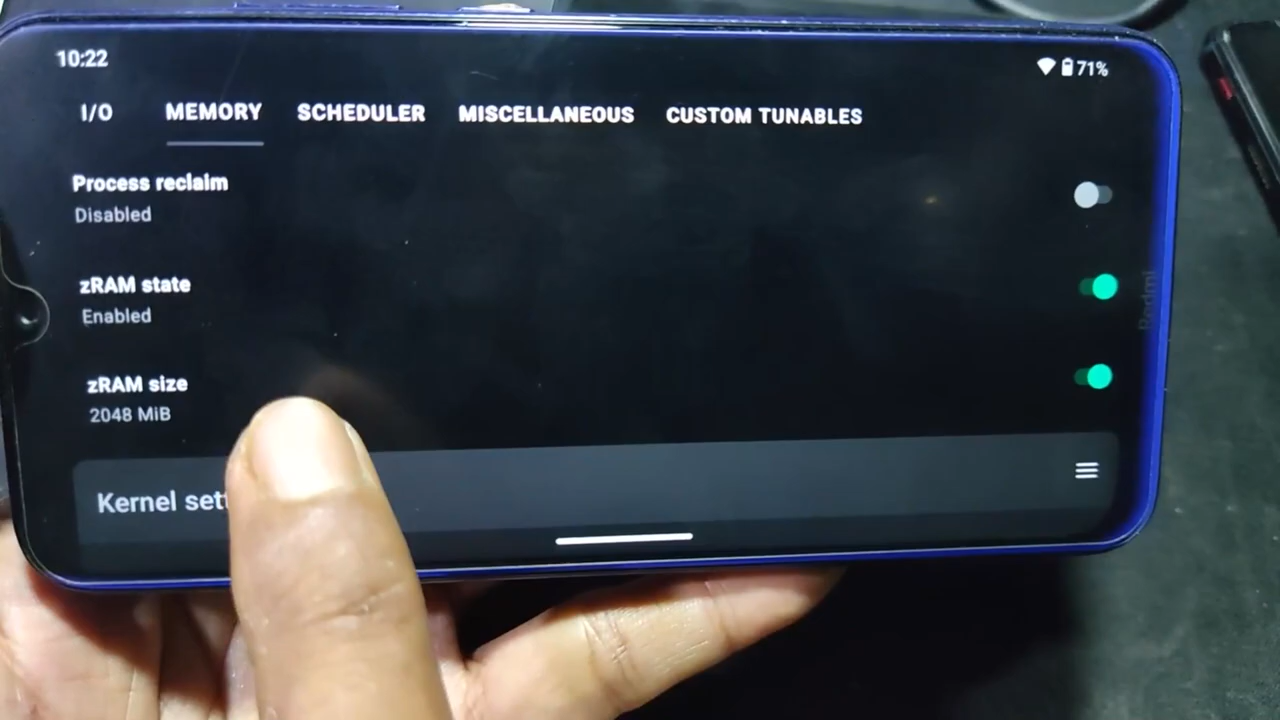 10:22
71%
I/O MEMORY SCHEDULER MISCELLANEOUS CUSTOM TUNABLES
Process reclaim
Disabled
zRAM state
Enabled
Redmi
zRAM size
2048 MiB
Kernel